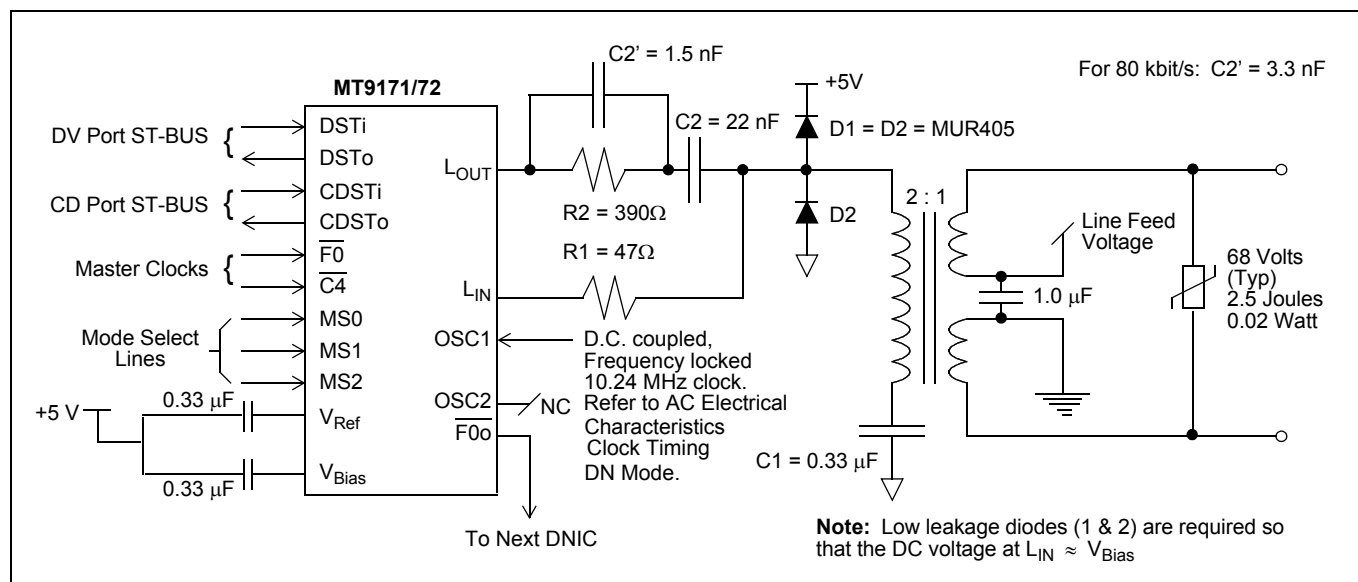 C2’ = 1.5 nF
For 80 kbit/s: C2’ = 3.3 nF
MT9171/72
+5V
DV Port ST-BUS {
DSTi
DSTo
C2 = 22 nF
D1 = D2 = MUR405
LOUT
CD Port ST-BUS {
CDSTi
CDSTo
R2 = 390Ω
D2
2 : 1
Line Feed
Voltage
Master Clocks {
F0
C4
R1 = 47Ω
LIN
1.0 μF
68 Volts
(Typ)
2.5 Joules
0.02 Watt
Mode Select
Lines
MS0
MS1
MS2
OSC1
D.C. coupled,
Frequency locked
10.24 MHz clock.
Refer to AC Electrical
Characteristics
Clock Timing
DN Mode.
OSC2
NC
F0o
+5 V
0.33 μF
VRef
0.33 μF
VBias
C1 = 0.33 μF
To Next DNIC
Note: Low leakage diodes (1 & 2) are required so
that the DC voltage at LIN ≈ VBias